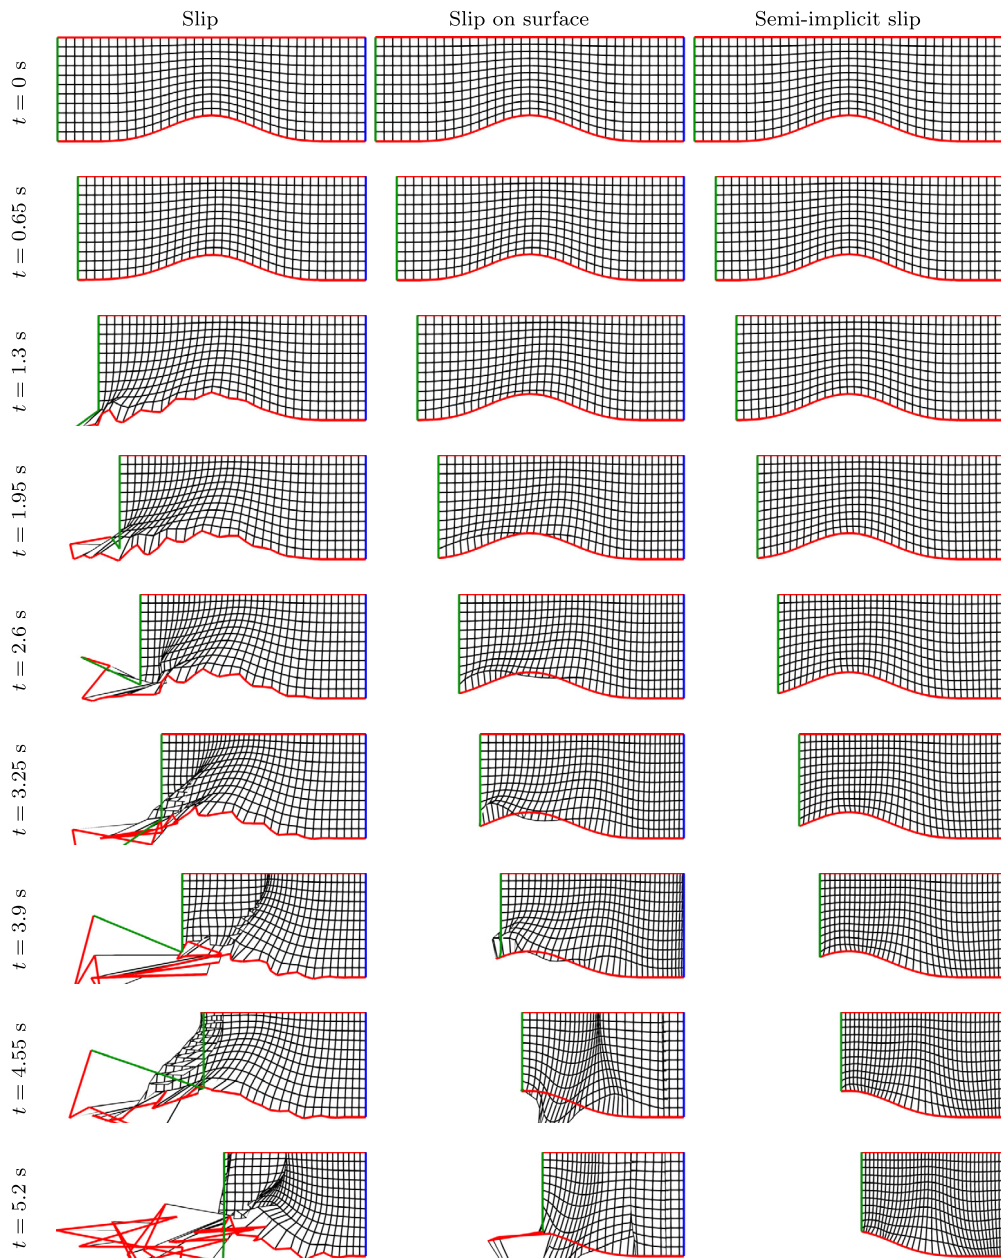 Slip Slip on surface Semi-implicit slip
t = 0 s
t = 0.65 s
t = 1.3 s
t = 1.95 s
t = 2.6 s
t = 3.25 s
t = 3.9 s
t = 4.55 s
t = 5.2 s